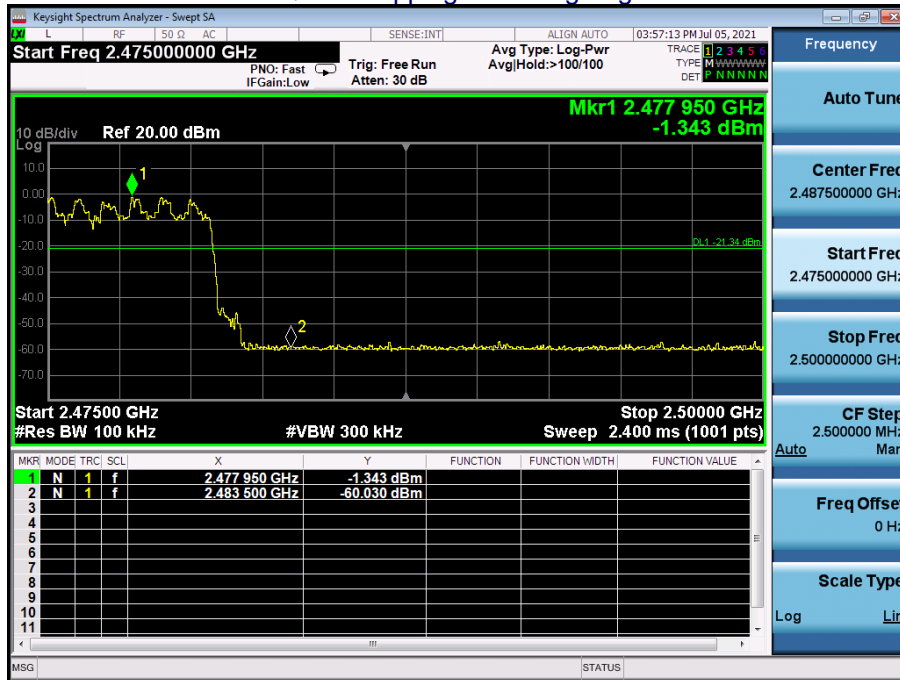 Keysight Spectrum Analyzer - Swept SA
LXI L RF 50 Ω AC SENSE:INT ALIGN AUTO 03:57:13 PM Jul 05, 2021
Start Freq 2.475000000 GHz
PNO: Fast
IFGain:Low
Trig: Free Run
Atten: 30 dB
Avg Type: Log-Pwr
Avg|Hold:>100/100
TRACE 1 2 3 4 5 6
TYPE M WWWWW
DET P N N N N N
Mkr1 2.477 950 GHz
-1.343 dBm
10 dB/div Ref 20.00 dBm
Log
10.0
0.00
-10.0
-20.0
-30.0
-40.0
-50.0
-60.0
-70.0
1
2
DL1 -21.34 dBm
Start 2.47500 GHz Stop 2.50000 GHz
#Res BW 100 kHz #VBW 300 kHz Sweep 2.400 ms (1001 pts)
MKR MODE TRC SCL X Y FUNCTION FUNCTION WIDTH FUNCTION VALUE
1 N 1 f 2.477 950 GHz -1.343 dBm
2 N 1 f 2.483 500 GHz -60.030 dBm
3
4
5
6
7
8
9
10
11
MSG STATUS
Frequency
Auto Tune
Center Freq
2.487500000 GHz
Start Freq
2.475000000 GHz
Stop Freq
2.500000000 GHz
CF Step
2.500000 MHz
Auto Man
Freq Offset
0 Hz
Scale Type
Log Lin